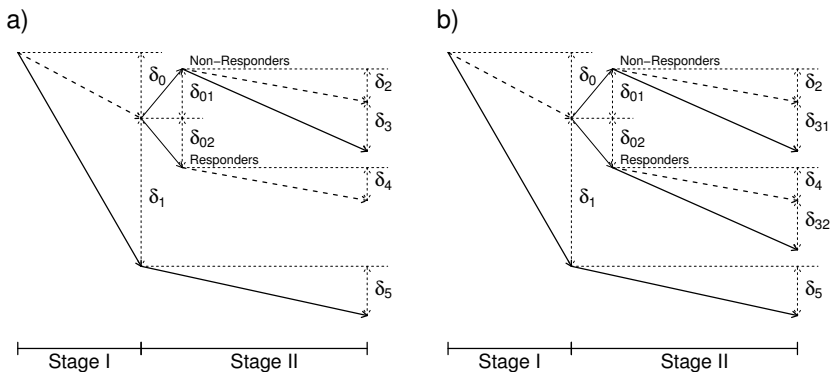 a)
Non−Responders
δ0
δ01
δ2
δ3
δ02
Responders
δ4
δ1
δ5
Stage I
Stage II
b)
Non−Responders
δ0
δ01
δ2
δ31
δ02
Responders
δ4
δ1
δ32
δ5
Stage I
Stage II